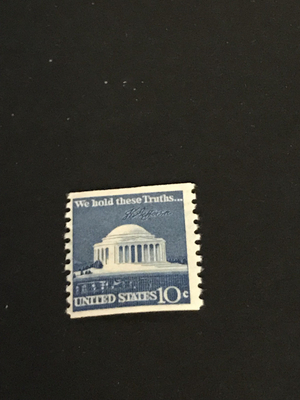 We hold these Truths...
UNITED STATES 10c